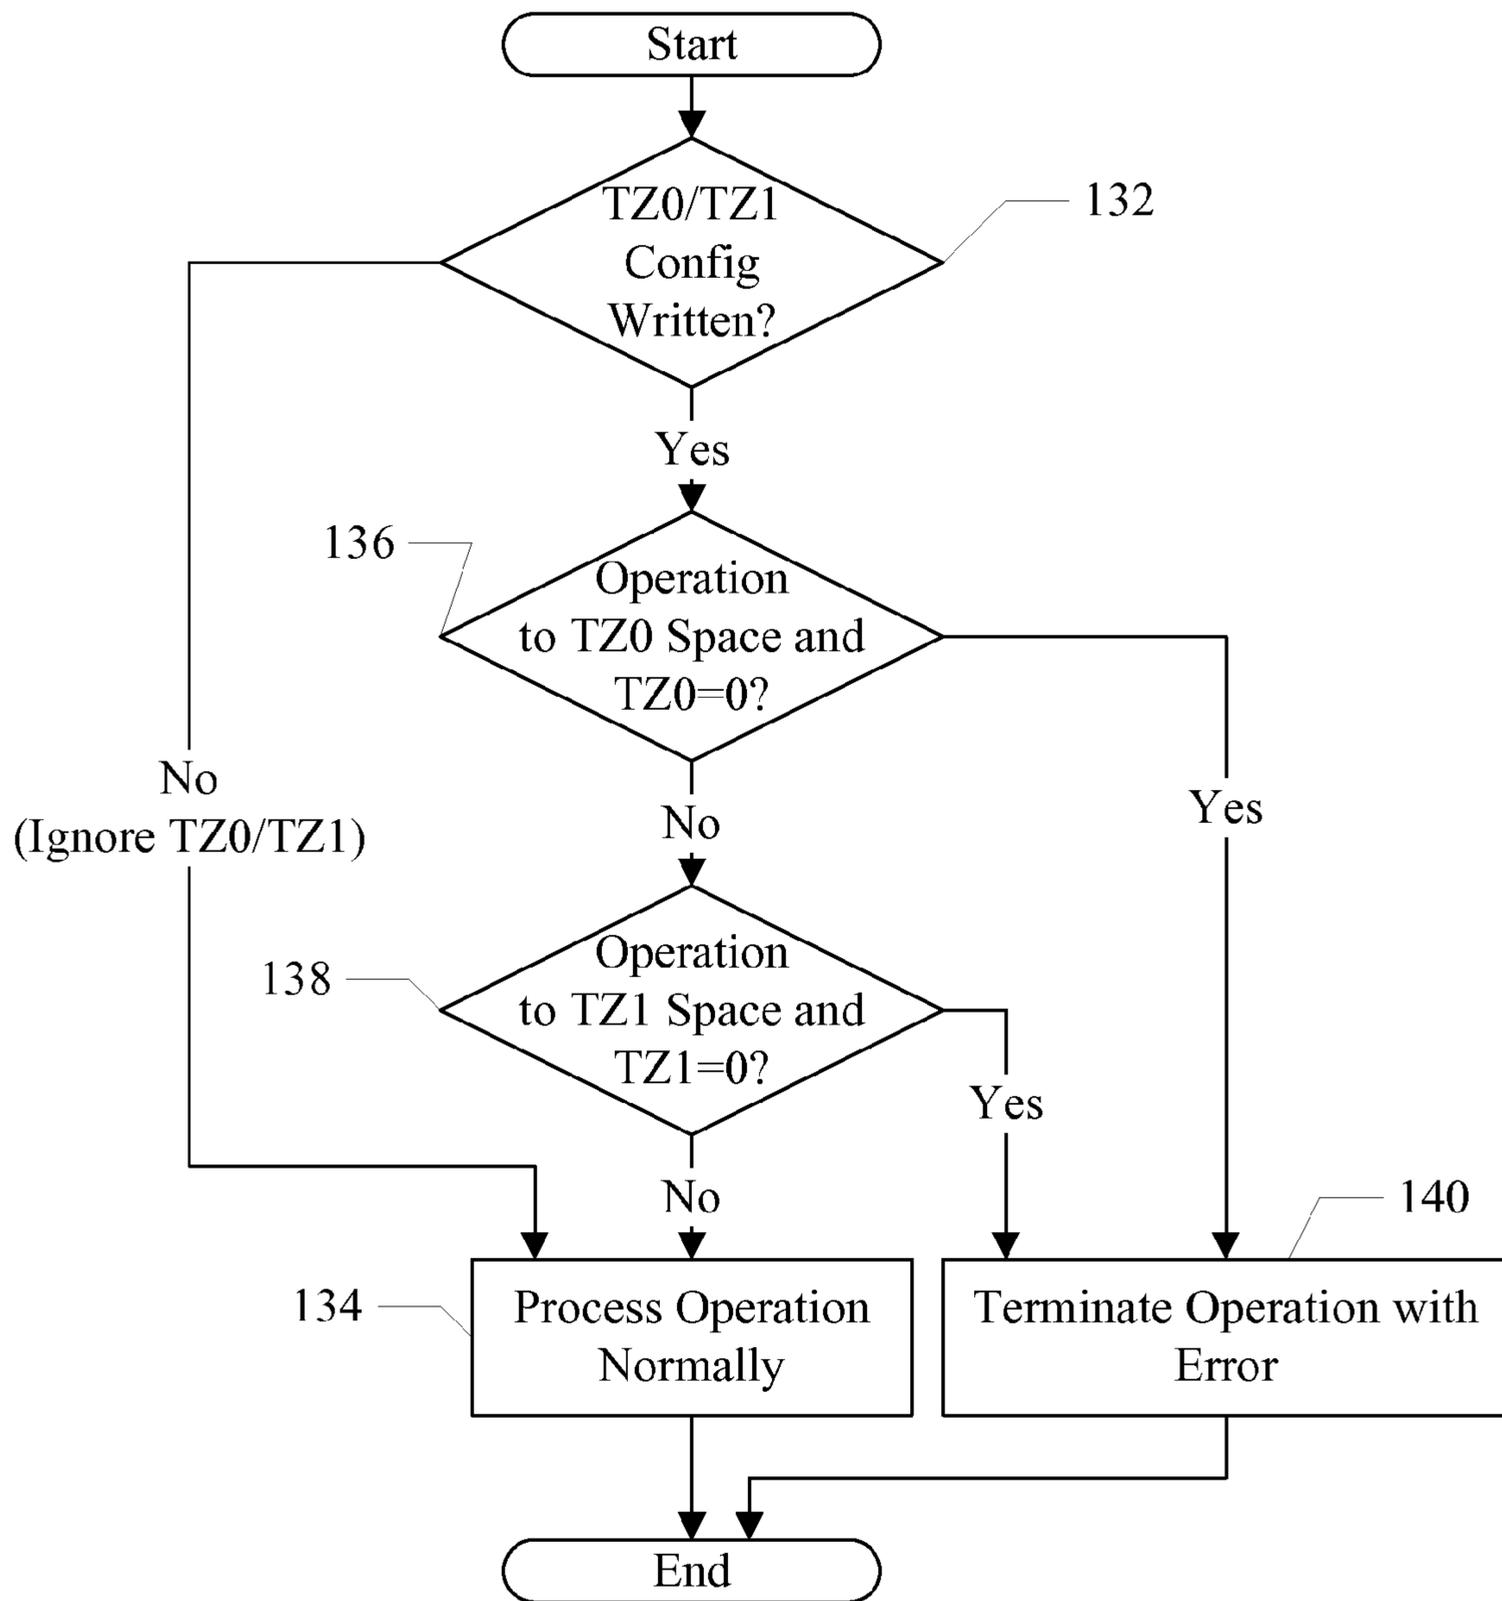 Start
TZ0/TZ1
Config
Written?
132
Yes
136
Operation
to TZ0 Space and
TZ0=0?
No
(Ignore TZ0/TZ1)
Yes
No
138
Operation
to TZ1 Space and
TZ1=0?
Yes
No
140
134
Process Operation
Normally
Terminate Operation with
Error
End